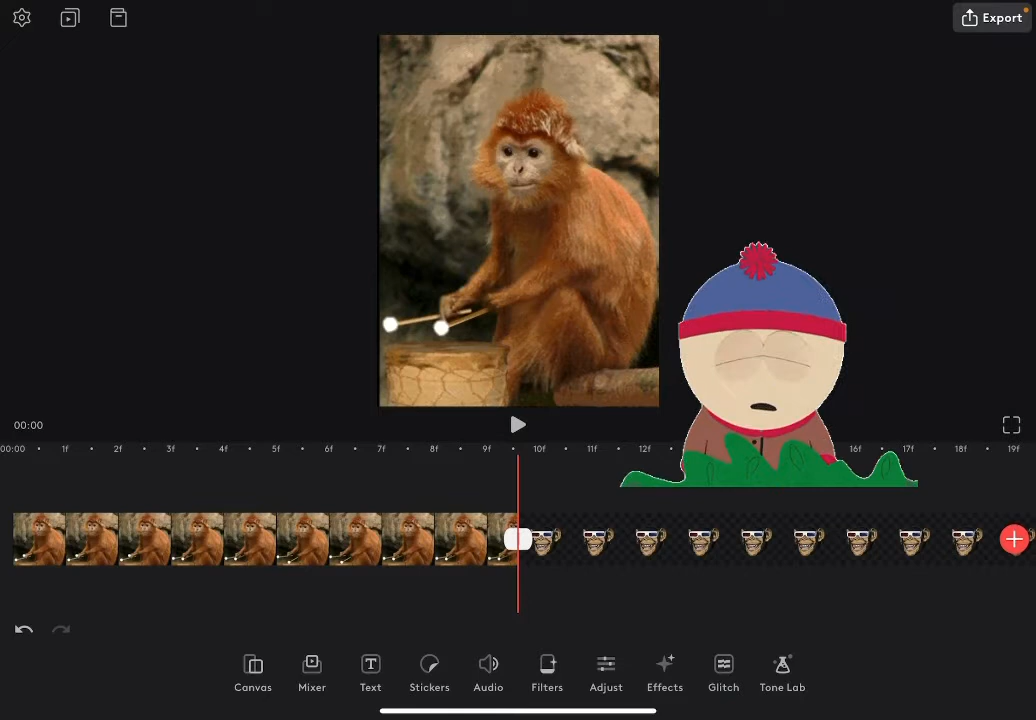 Export
00:00
00:00 1f 2f 3f 4f 5f 6f 7f 8f 9f 10f 11f 12f 16f 17f 18f 19f
T
Canvas Mixer Text Stickers Audio Filters Adjust Effects Glitch Tone Lab